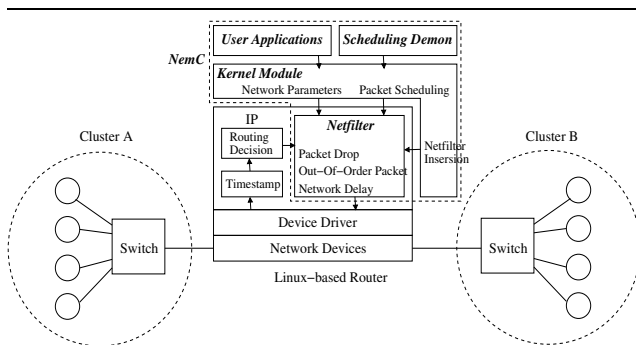 User Applications
Scheduling Demon
NemC
Kernel Module
Network Parameters
Packet Scheduling
IP
Netfilter
Routing
Decision
Netfilter
Insersion
Cluster A
Cluster B
Packet Drop
Out-Of-Order Packet
Timestamp
Network Delay
Device Driver
Switch
Switch
Network Devices
Linux-based Router